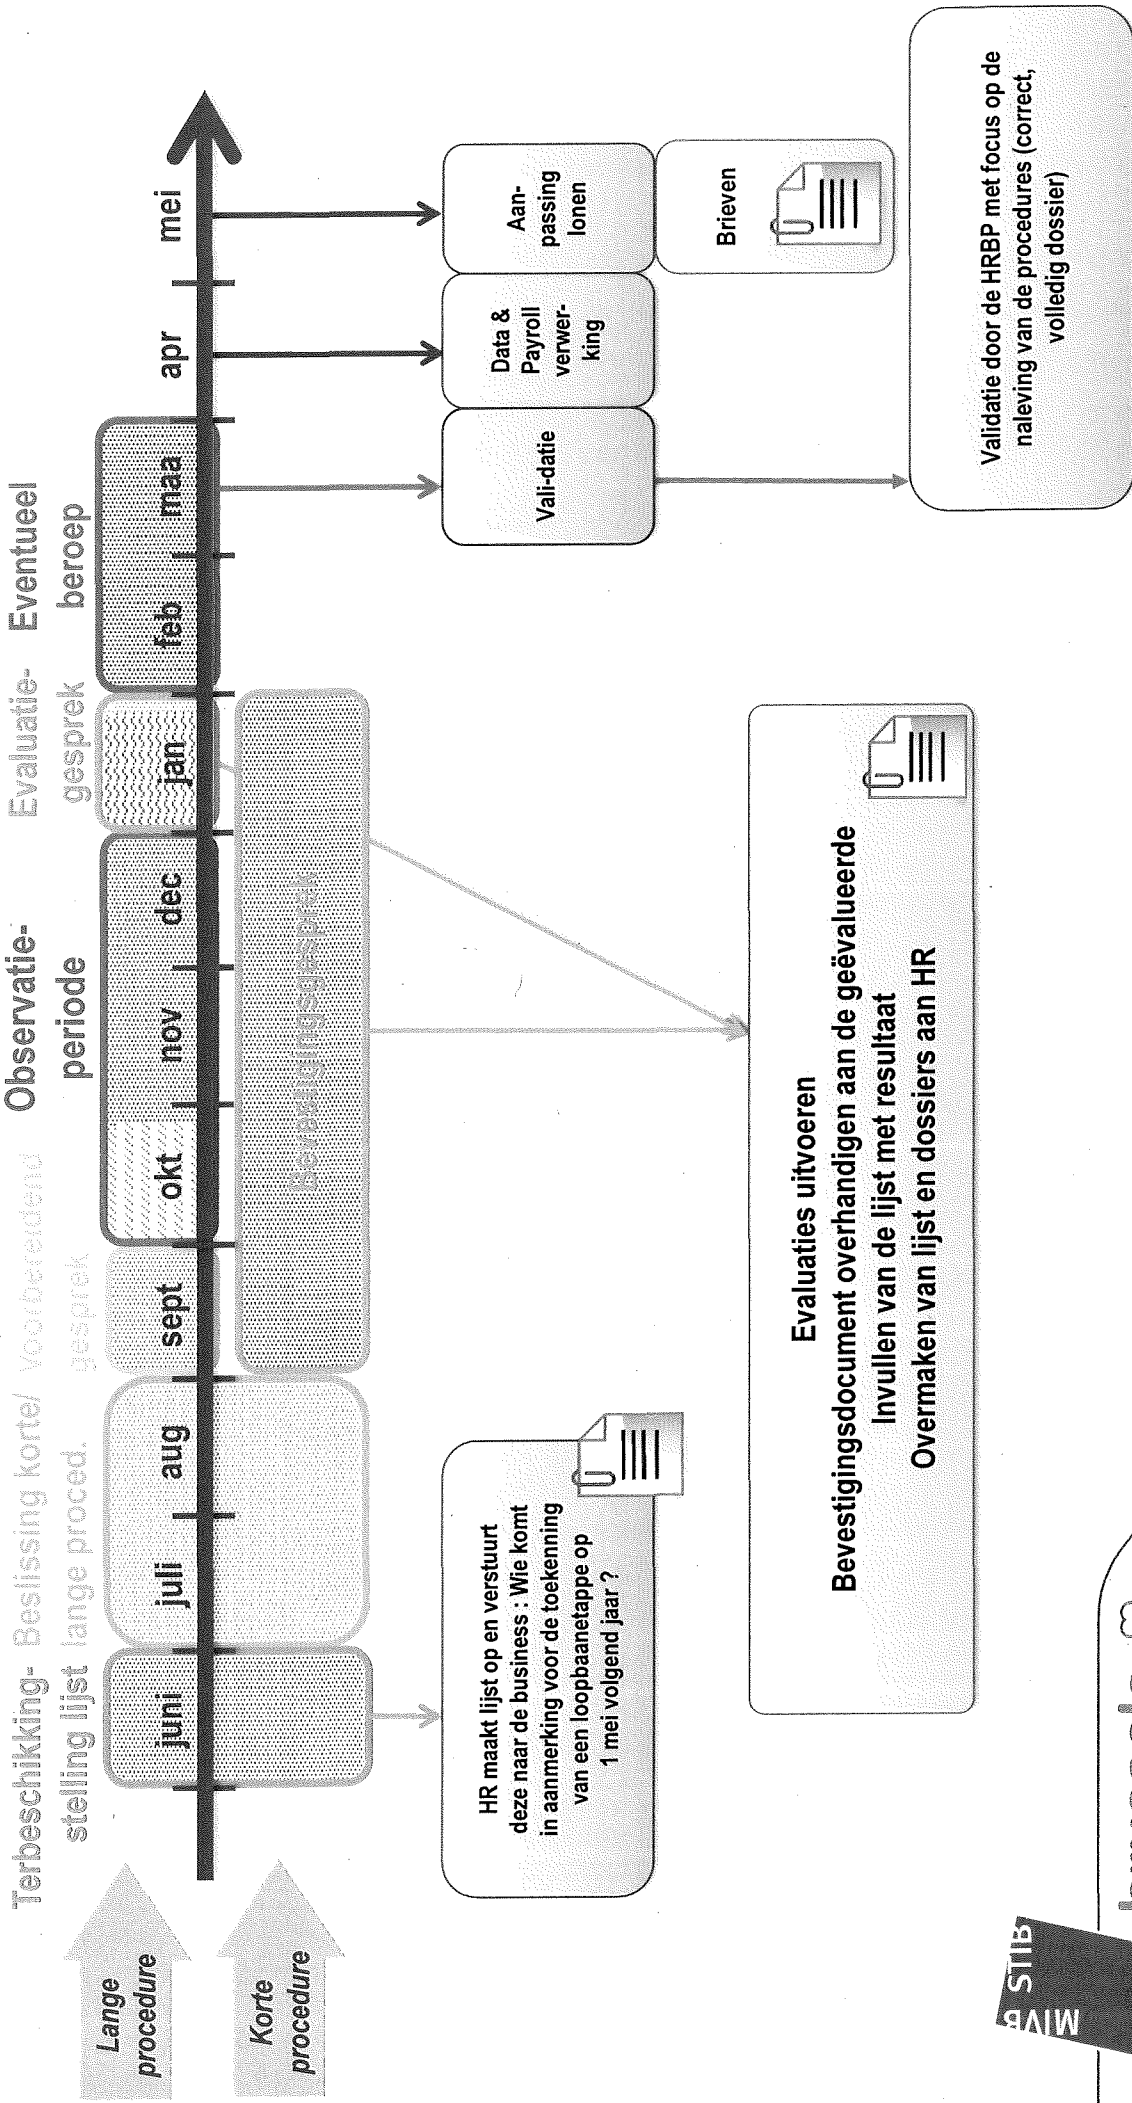 Terbeschikking-
stelling lijst
Beslissing korte/
lange proced.
Voorbereidend
gesprek
Observatie-
periode
Evaluatie-
gesprek
Eventueel
beroep
Lange
procedure
juni
juli
aug
sept
okt
nov
dec
jan
feb
maa
apr
mei
Korte
procedure
Bevestigingsgesprek
HR maakt lijst op en verstuurt
deze naar de business : Wie komt
in aanmerking voor de toekenning
van een loopbaanetappe op
1 mei volgend jaar ?
Vali-datie
Data &
Payroll
verwer-
king
Aan-
passing
lonen
Brieven
Evaluaties uitvoeren
Bevestigingsdocument overhandigen aan de geëvalueerde
Invullen van de lijst met resultaat
Overmaken van lijst en dossiers aan HR
Validatie door de HRBP met focus op de
naleving van de procedures (correct,
volledig dossier)
MIVB STIB